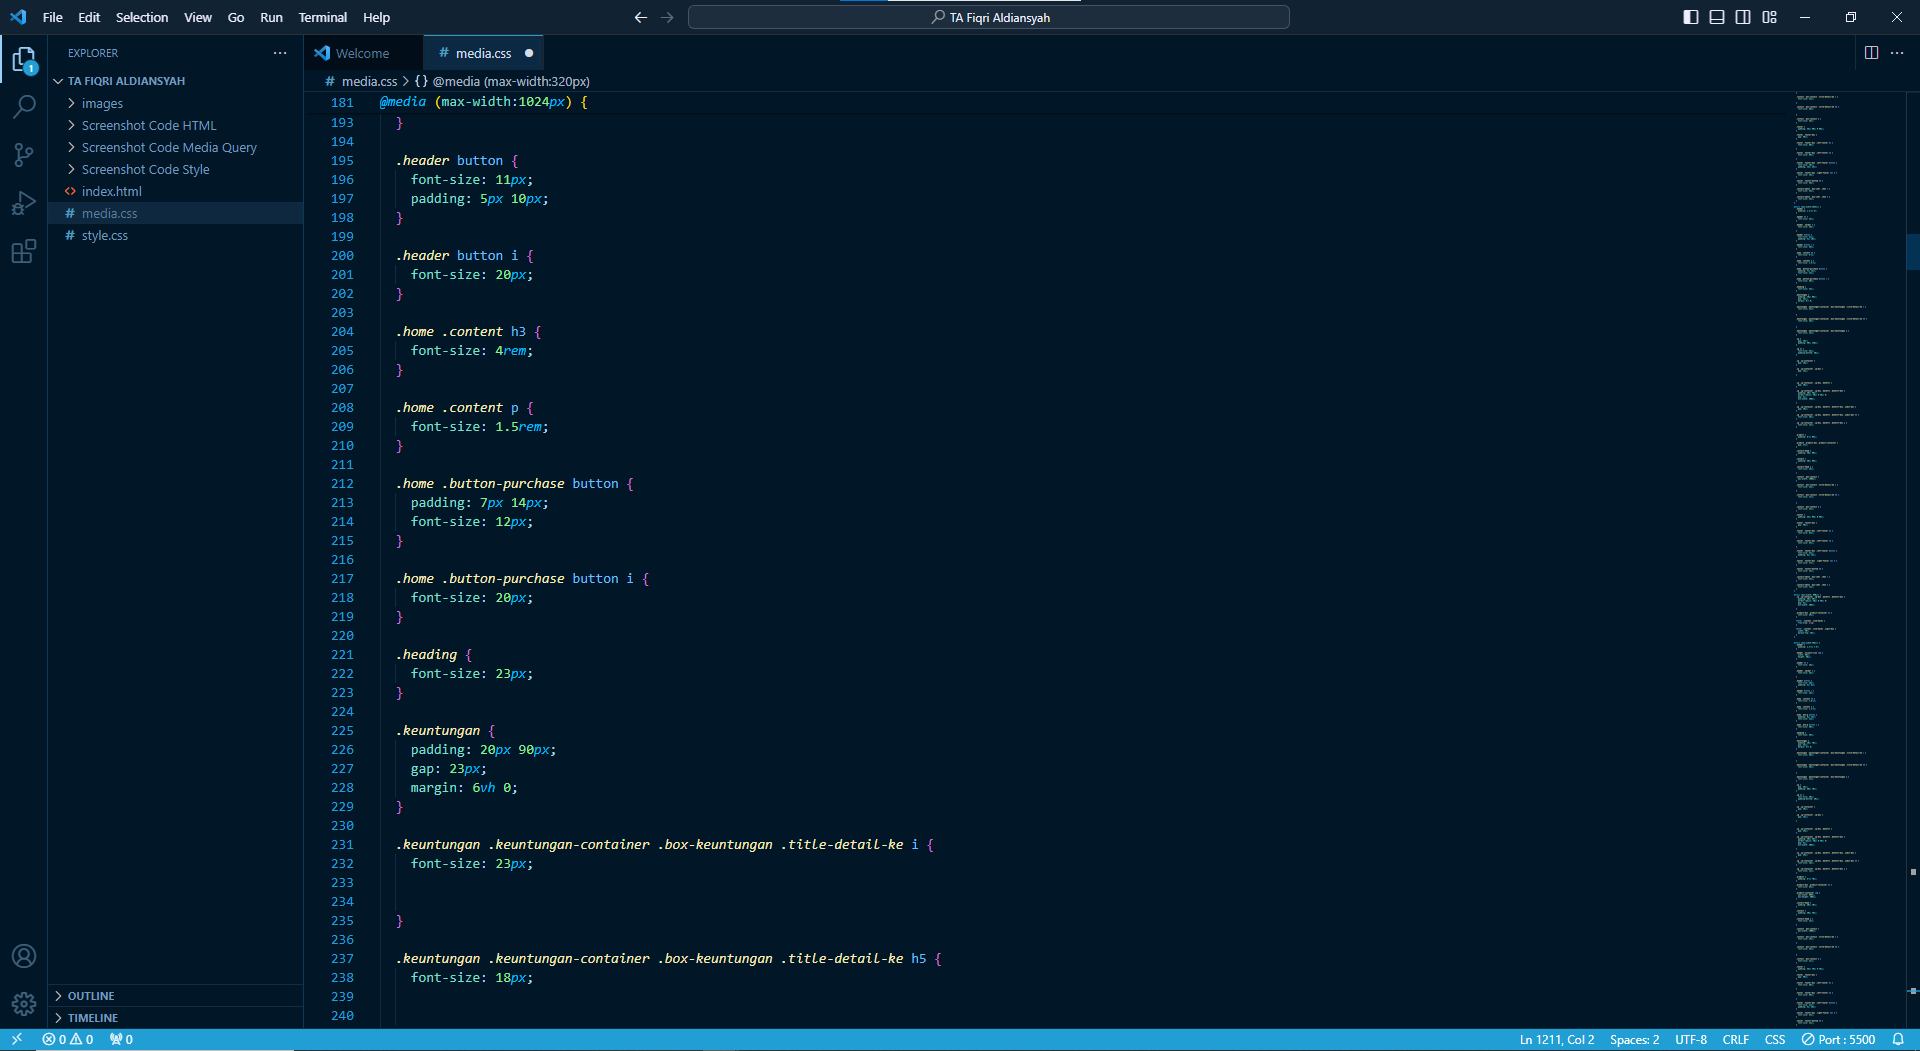 File Edit Selection View Go Run Terminal Help
TA Fiqri Aldiansyah
EXPLORER
1
TA FIQRI ALDIANSYAH
images
Screenshot Code HTML
Screenshot Code Media Query
Screenshot Code Style
<> index.html
# media.css
# style.css
OUTLINE
TIMELINE
Welcome
# media.css
# media.css > {} @media (max-width:320px)
181 @media (max-width:1024px) {
193 }
194
195 .header button {
196 font-size: 11px;
197 padding: 5px 10px;
198 }
199
200 .header button i {
201 font-size: 20px;
202 }
203
204 .home .content h3 {
205 font-size: 4rem;
206 }
207
208 .home .content p {
209 font-size: 1.5rem;
210 }
211
212 .home .button-purchase button {
213 padding: 7px 14px;
214 font-size: 12px;
215 }
216
217 .home .button-purchase button i {
218 font-size: 20px;
219 }
220
221 .heading {
222 font-size: 23px;
223 }
224
225 .keuntungan {
226 padding: 20px 90px;
227 gap: 23px;
228 margin: 6vh 0;
229 }
230
231 .keuntungan .keuntungan-container .box-keuntungan .title-detail-ke i {
232 font-size: 23px;
233
234
235 }
236
237 .keuntungan .keuntungan-container .box-keuntungan .title-detail-ke h5 {
238 font-size: 18px;
239
240
0 0 0
Ln 1211, Col 2 Spaces: 2 UTF-8 CRLF CSS Port : 5500